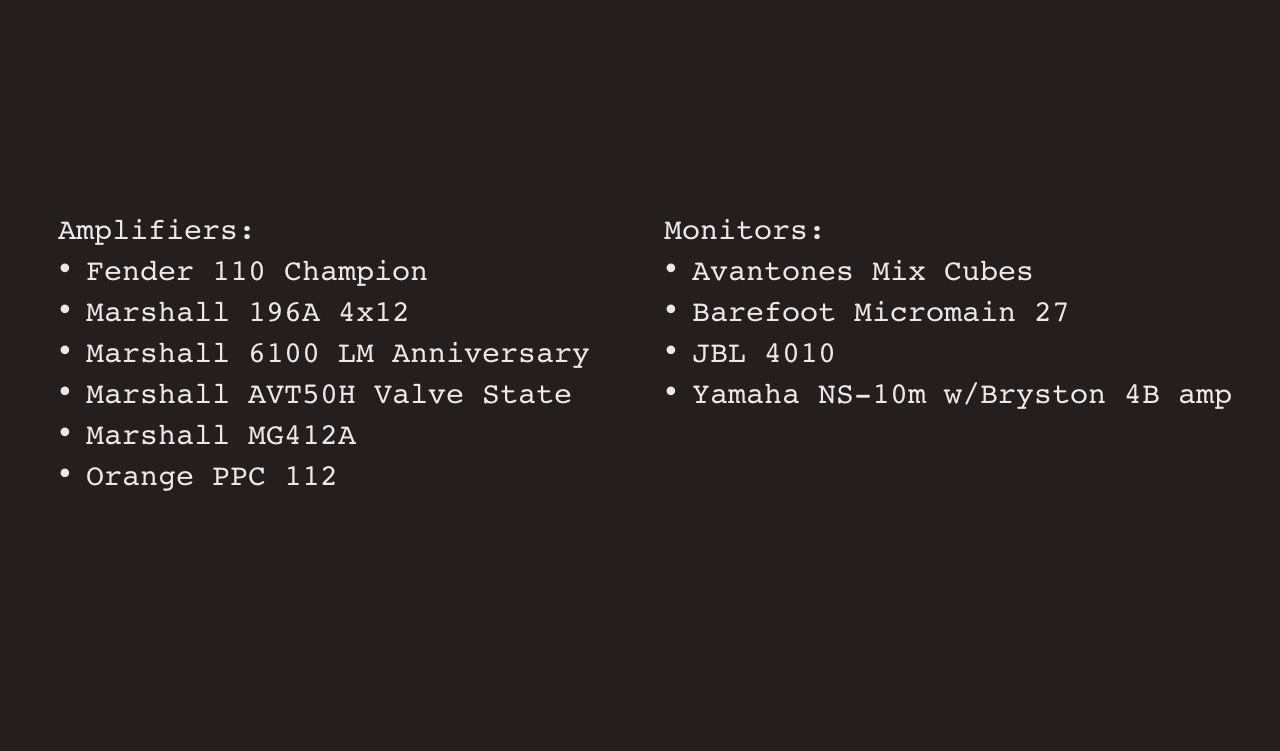 Amplifiers:
• Fender 110 Champion
• Marshall 196A 4x12
• Marshall 6100 LM Anniversary
• Marshall AVT50H Valve State
• Marshall MG412A
• Orange PPC 112
Monitors:
• Avantones Mix Cubes
• Barefoot Micromain 27
• JBL 4010
• Yamaha NS-10m w/Bryston 4B amp